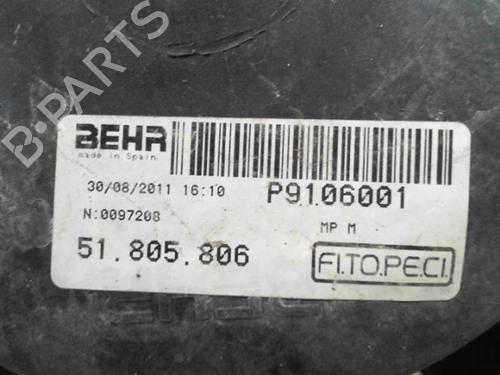 B-PARTS
BEHR
made in Spain.
30/08/2011 16:10
P9106001
N:0097208
MP M
51.805.806
FI.TO.PE.CI.